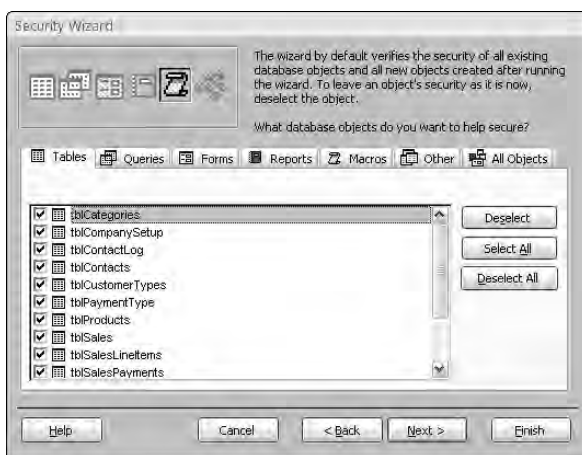 Security Wizard
The wizard by default verifies the security of all existing
database objects and all new objects created after running
the wizard. To leave an object's security as it is now,
deselect the object.
What database objects do you want to help secure?
Tables Queries Forms Reports Macros Other All Objects
tblCategories
tblCompanySetup
tblContactLog
tblContacts
tblCustomerTypes
tblPaymentType
tblProducts
tblSales
tblSalesLineItems
tblSalesPayments
Deselect
Select All
Deselect All
Help Cancel < Back Next > Finish